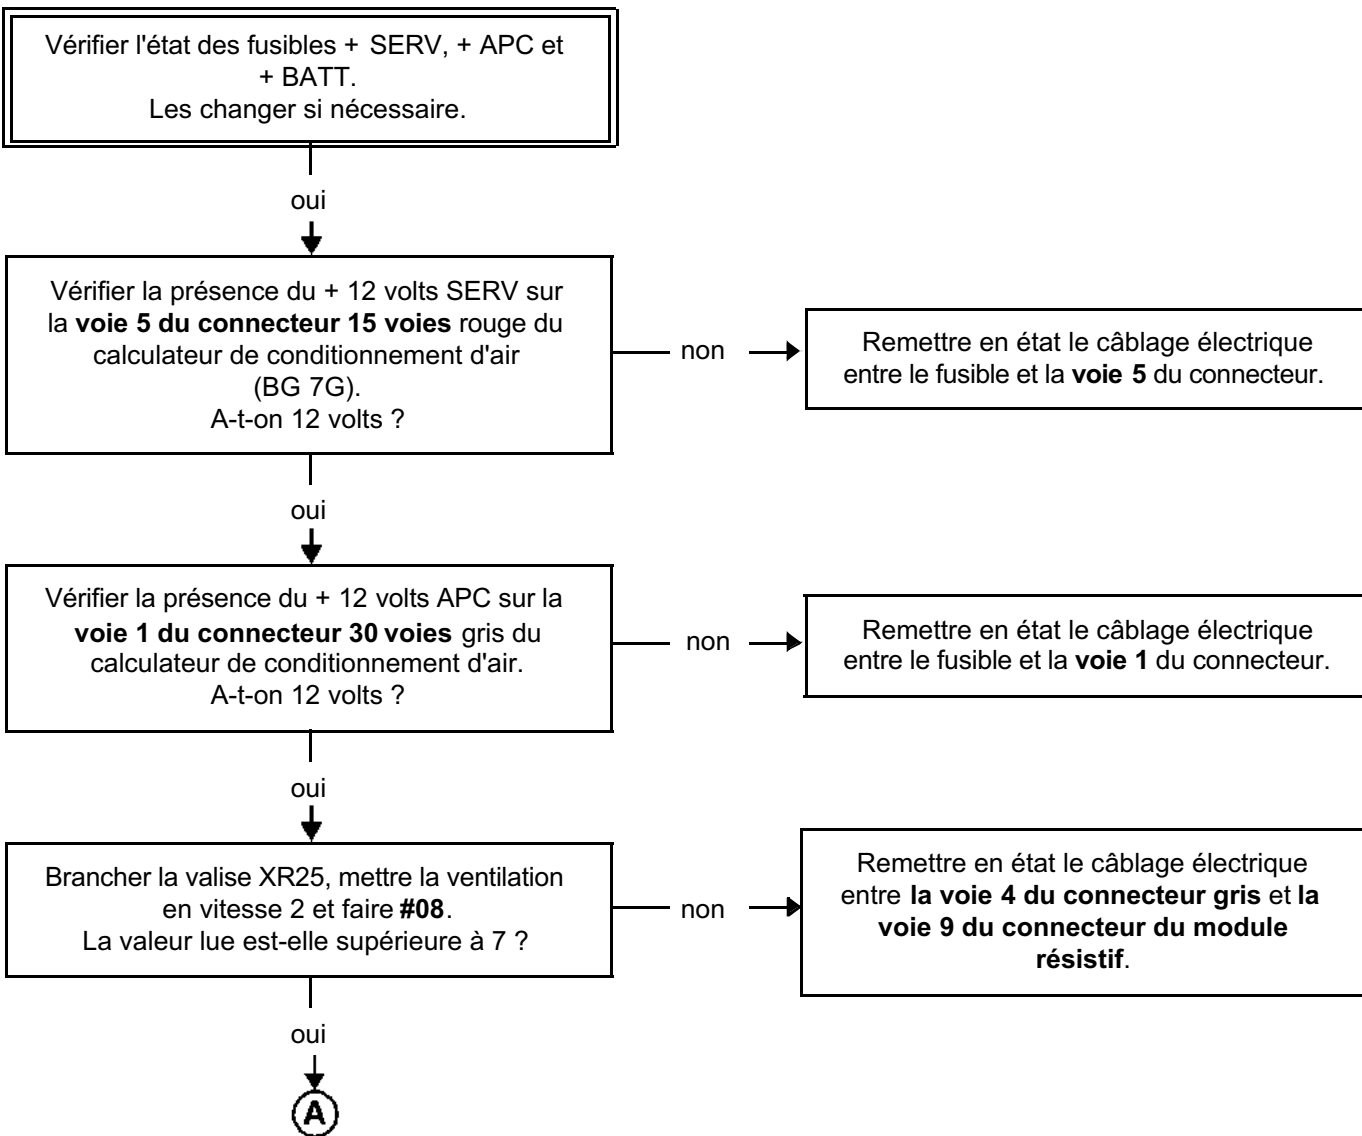 Vérifier l'état des fusibles + SERV, + APC et
+ BATT.
Les changer si nécessaire.
oui
Vérifier la présence du + 12 volts SERV sur
la voie 5 du connecteur 15 voies rouge du
calculateur de conditionnement d'air
(BG 7G).
A-t-on 12 volts ?
non
Remettre en état le câblage électrique
entre le fusible et la voie 5 du connecteur.
oui
Vérifier la présence du + 12 volts APC sur la
voie 1 du connecteur 30 voies gris du
calculateur de conditionnement d'air.
A-t-on 12 volts ?
non
Remettre en état le câblage électrique
entre le fusible et la voie 1 du connecteur.
oui
Brancher la valise XR25, mettre la ventilation
en vitesse 2 et faire #08.
La valeur lue est-elle supérieure à 7 ?
non
Remettre en état le câblage électrique
entre la voie 4 du connecteur gris et la
voie 9 du connecteur du module
résistif.
oui
A